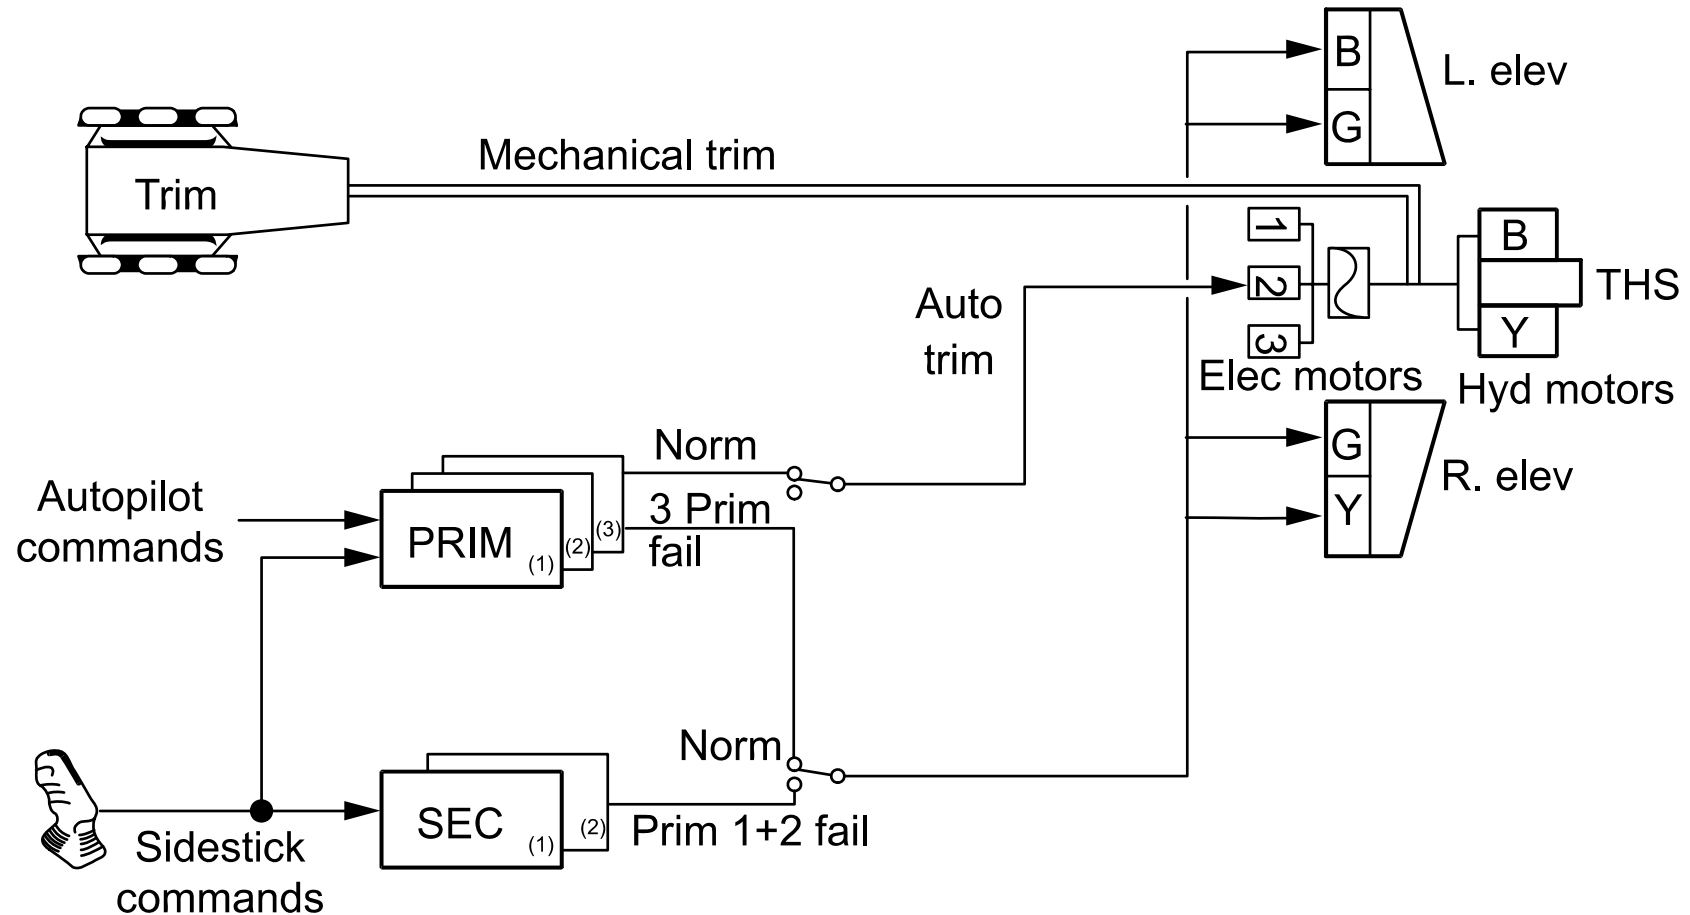 B
L. elev
G
Mechanical trim
Trim
1
B
2
THS
Auto
trim
3
Y
Elec motors
Hyd motors
Norm
G
R. elev
Autopilot
commands
3 Prim
fail
Y
PRIM
(1)
(2)
(3)
Norm
SEC
(1)
(2)
Prim 1+2 fail
Sidestick
commands